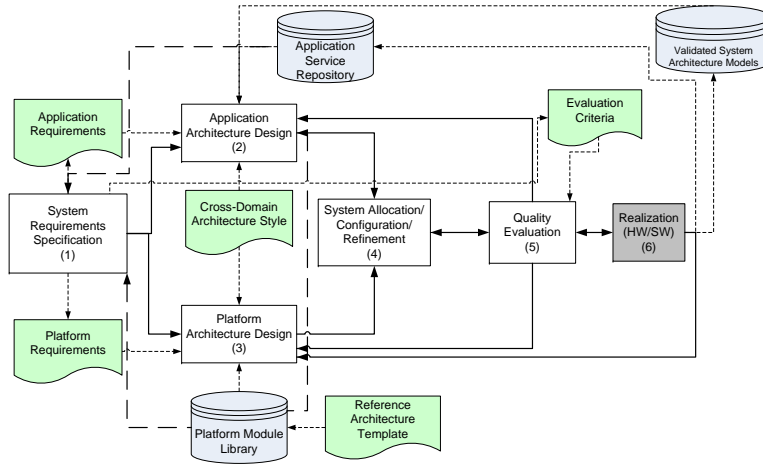 Application
Service
Repository
Validated System
Architecture Models
Application
Requirements
Application
Architecture Design
(2)
Evaluation
Criteria
System
Requirements
Specification
(1)
Cross-Domain
Architecture Style
System Allocation/
Configuration/
Refinement
(4)
Quality
Evaluation
(5)
Realization
(HW/SW)
(6)
Platform
Requirements
Platform
Architecture Design
(3)
Platform Module
Library
Reference
Architecture
Template